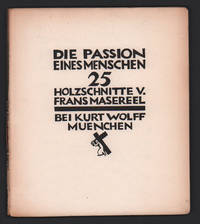 DIE PASSION
EINES MENSCHEN
25
HOLZSCHNITTE V.
FRANS MASEREEL
BEI KURT WOLFF
MUENCHEN